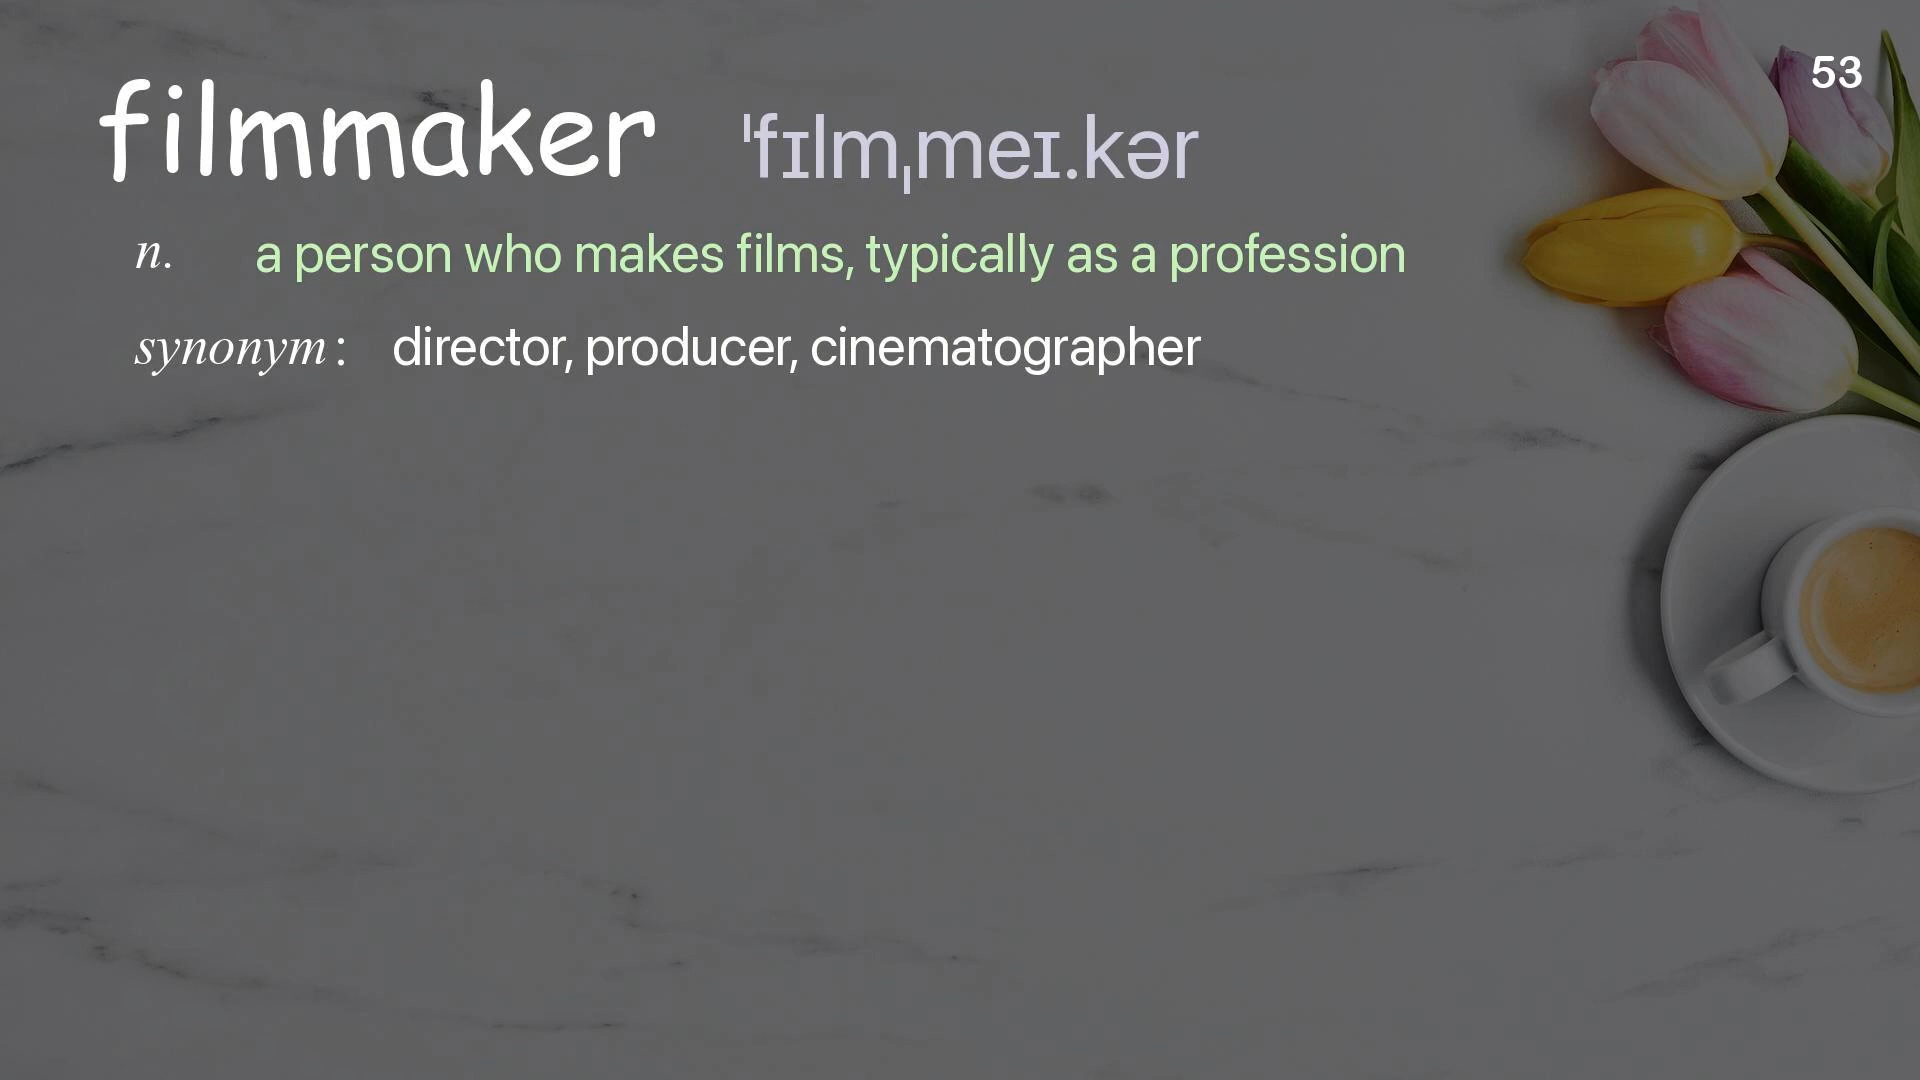 53
filmmaker ˈfɪlmˌmeɪ.kər
n. a person who makes films, typically as a profession
synonym: director, producer, cinematographer